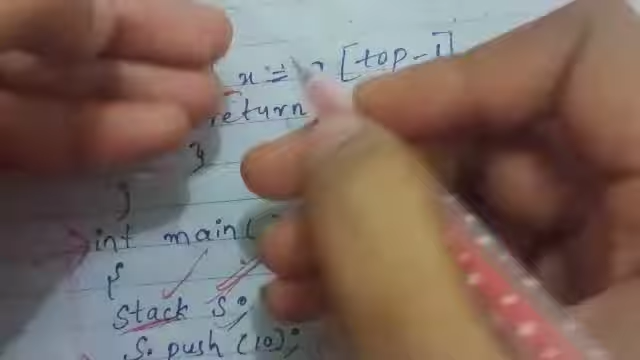 x = [top-1]
return
}
}
int main(
{
Stack S;
S. push (10);